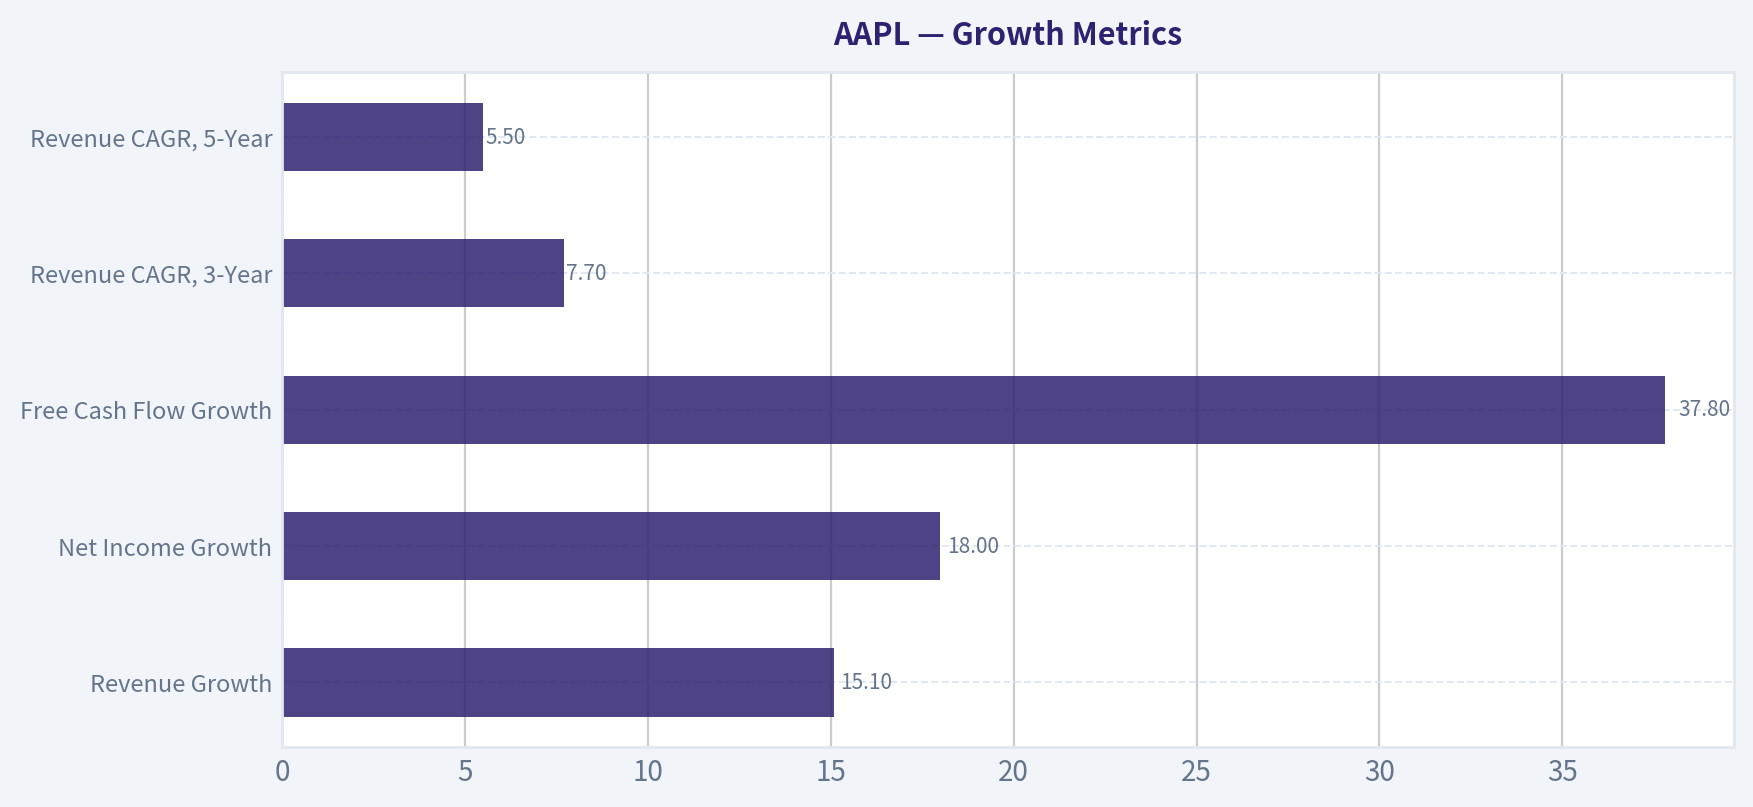 AAPL — Growth Metrics
Revenue CAGR, 5-Year
5.50
Revenue CAGR, 3-Year
7.70
Free Cash Flow Growth
37.80
Net Income Growth
18.00
Revenue Growth
15.10
0 5 10 15 20 25 30 35